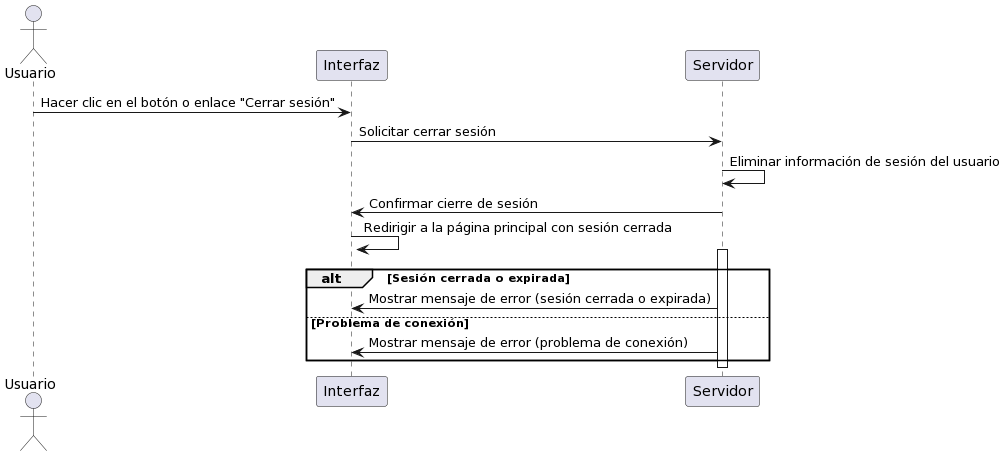 Usuario
Interfaz
Servidor
Hacer clic en el botón o enlace "Cerrar sesión"
Solicitar cerrar sesión
Eliminar información de sesión del usuario
Confirmar cierre de sesión
Redirigir a la página principal con sesión cerrada
alt [Sesión cerrada o expirada]
Mostrar mensaje de error (sesión cerrada o expirada)
[Problema de conexión]
Mostrar mensaje de error (problema de conexión)
Usuario
Interfaz
Servidor